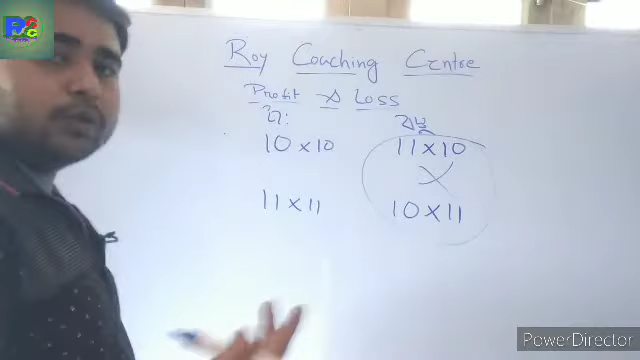 Roy Coaching Centre
Profit & Loss
10 x 10 11 x 10
11 x 11 10 x 11
PowerDirector